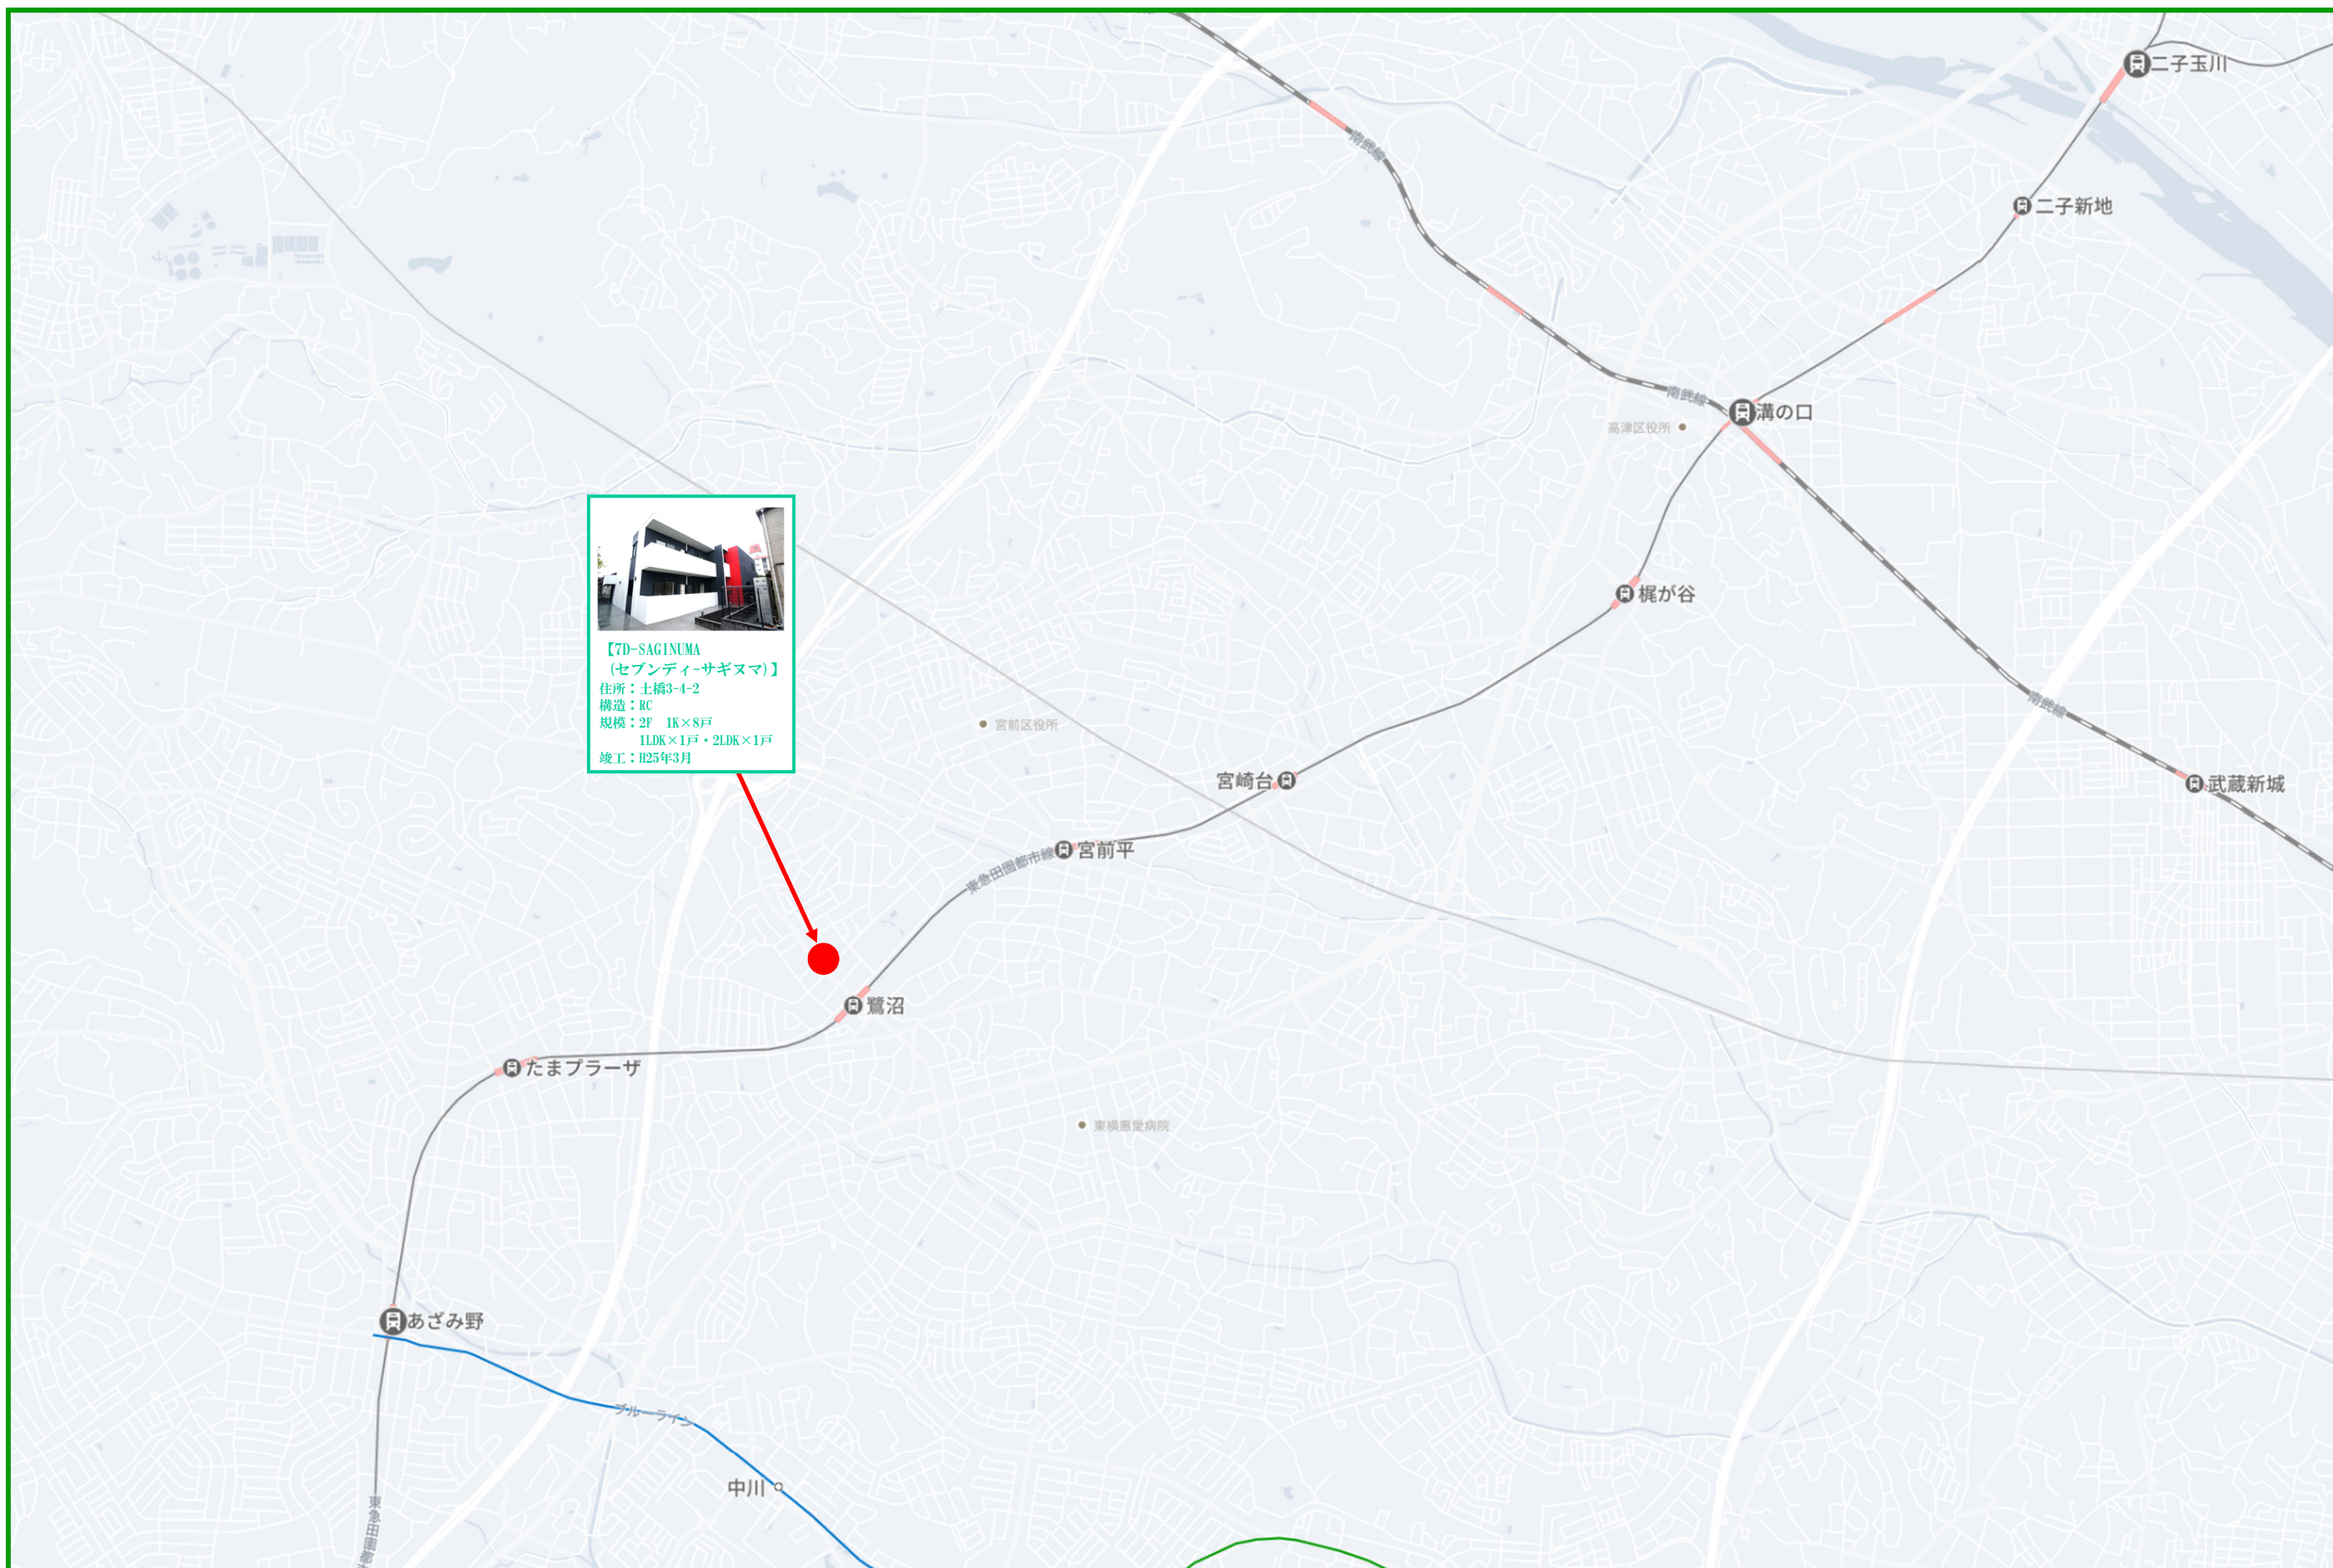 二子玉川
南武線
二子新地
南武線
溝の口
高津区役所
梶が谷
【7D-SAGINUMA
(セブンディ-サギヌマ)】
住所：土橋3-4-2
構造：RC
規模：2F　1K×8戸
1LDK×1戸・2LDK×1戸
竣工：H25年3月
南武線
宮前区役所
宮崎台
武蔵新城
宮前平
東急田園都市線
鷺沼
たまプラーザ
東横惠愛病院
あざみ野
ブルーライン
中川
東急田園都